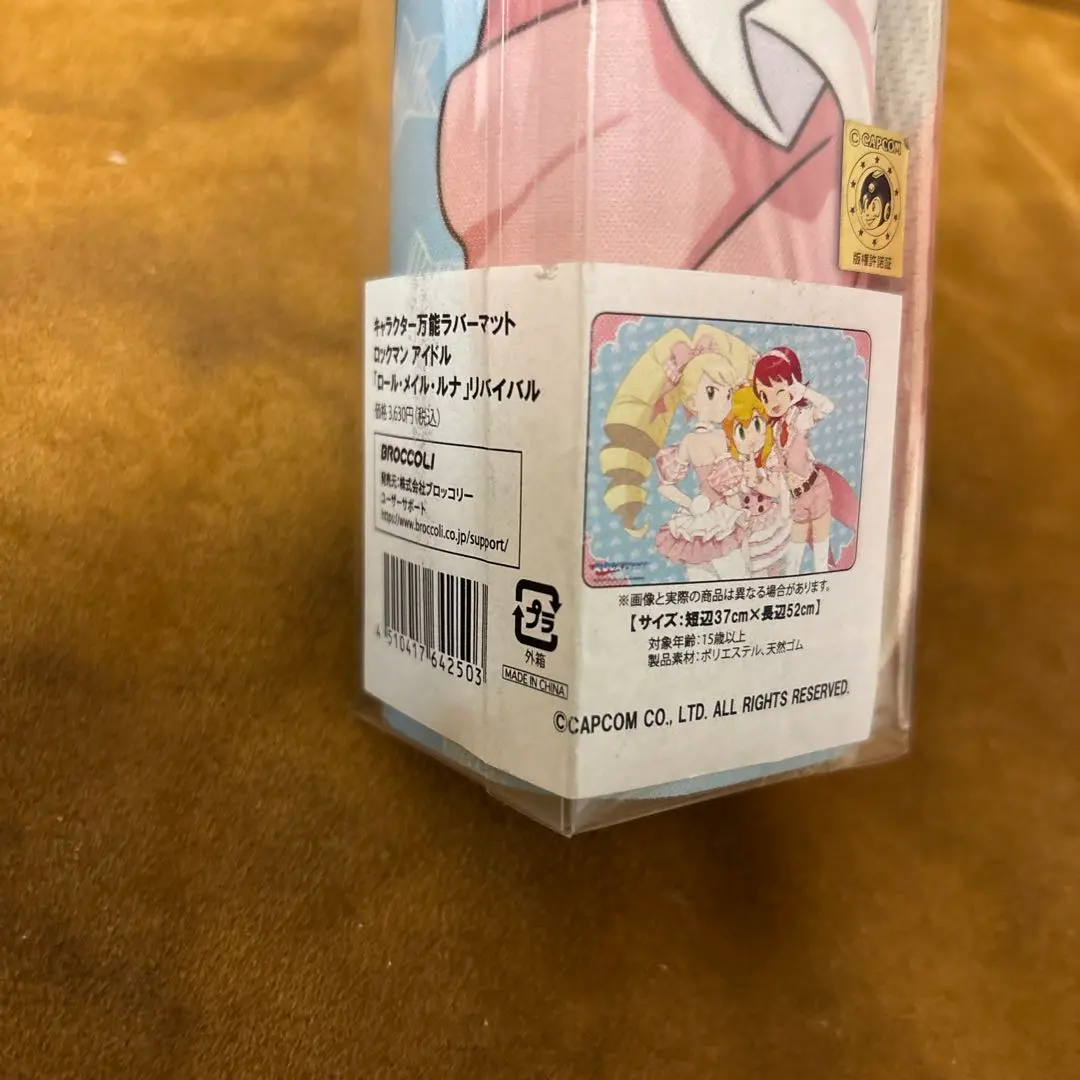 ©CAPCOM
版権許諾証
キャラクター万能ラバーマット
ロックマン アイドル
「ロール・メイル・ルナ」リバイバル
価格 3,630円(税込)
BROCCOLI
発売元:株式会社ブロッコリー
ユーザーサポート
https://www.broccoli.co.jp/support/
4 510417 642503
プラ
外箱
MADE IN CHINA
※画像と実際の商品は異なる場合があります。
【サイズ:短辺37cm×長辺52cm】
対象年齢:15歳以上
製品素材:ポリエステル、天然ゴム
©CAPCOM CO., LTD. ALL RIGHTS RESERVED.